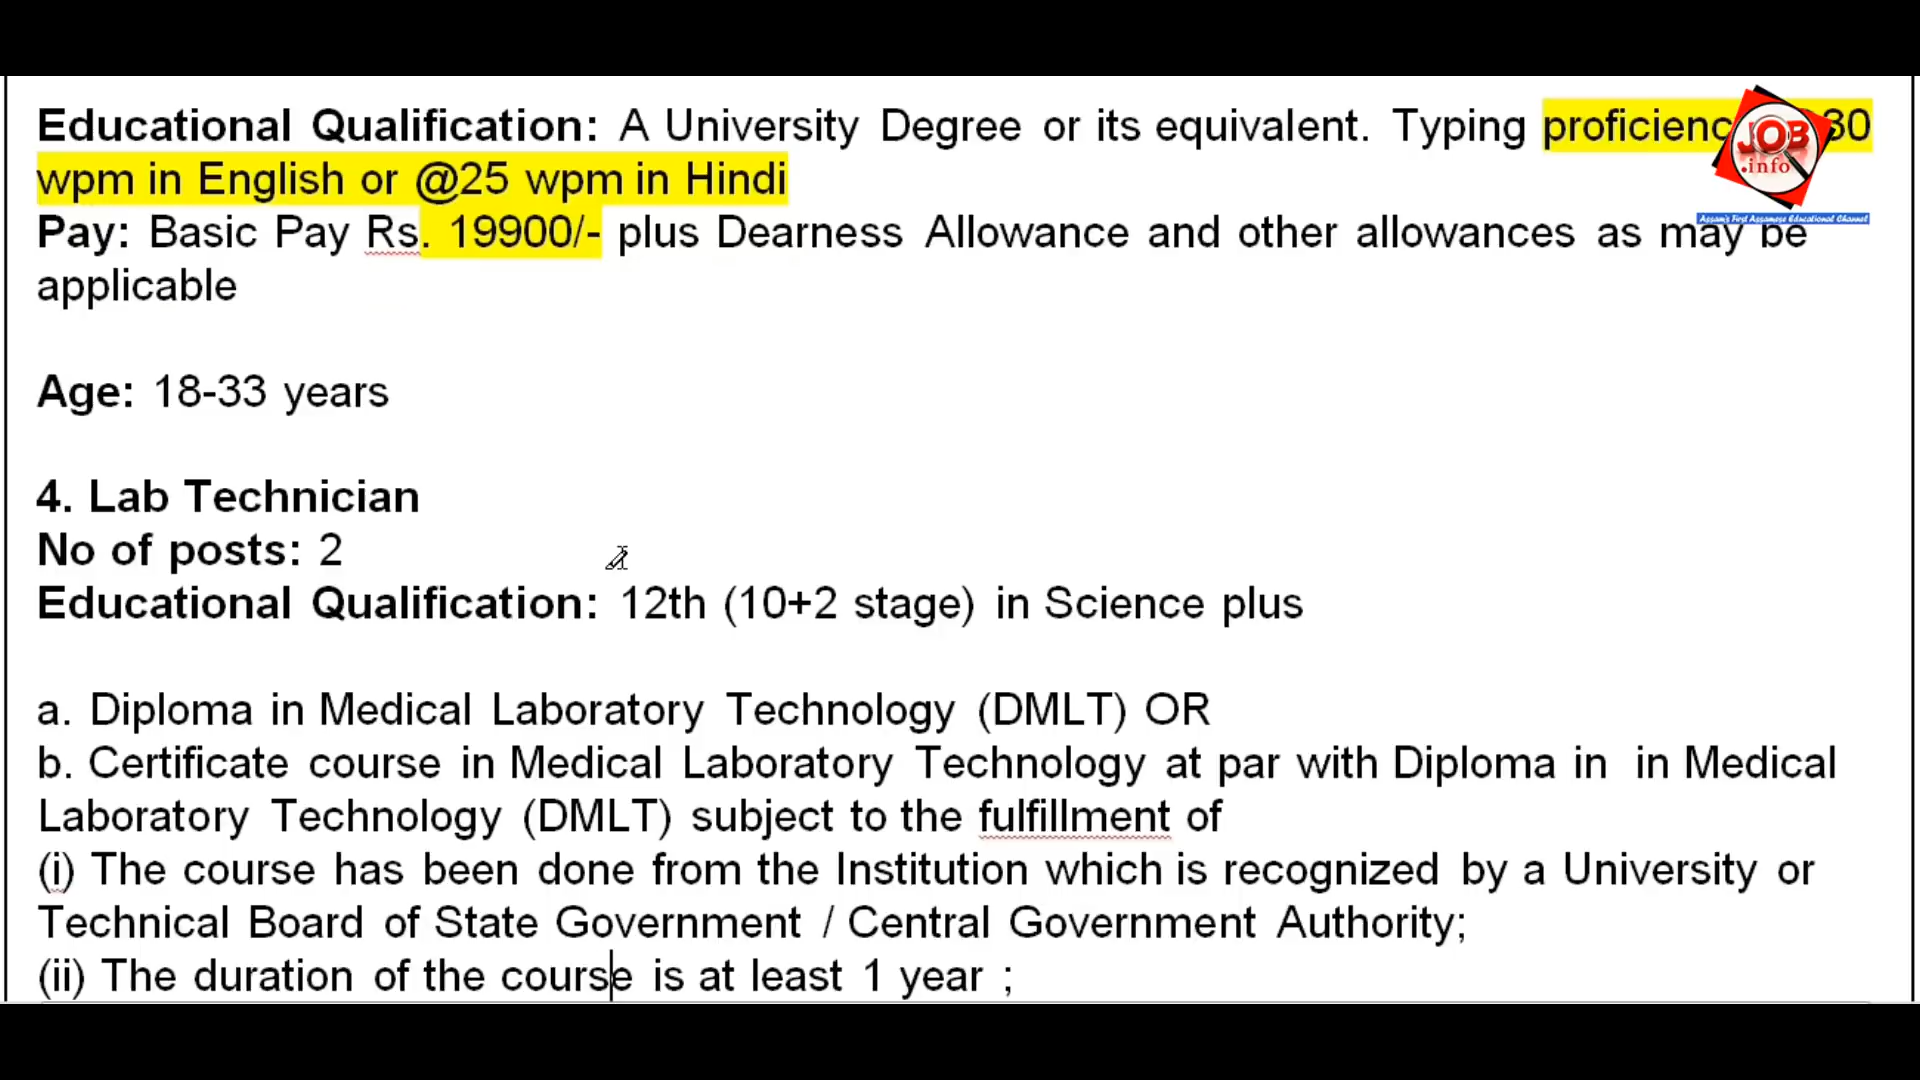 Educational Qualification: A University Degree or its equivalent. Typing 30
wpm in English or @25 wpm in Hindi
Pay: Basic Pay Rs. 19900/- plus Dearness Allowance and other allowances as may be
applicable
Age: 18-33 years
4. Lab Technician
No of posts: 2
Educational Qualification: 12th (10+2 stage) in Science plus
a. Diploma in Medical Laboratory Technology (DMLT) OR
b. Certificate course in Medical Laboratory Technology at par with Diploma in in Medical
Laboratory Technology (DMLT) subject to the fulfillment of
(i) The course has been done from the Institution which is recognized by a University or
Technical Board of State Government / Central Government Authority;
(ii) The duration of the course is at least 1 year ;
JOB
.info
Assam's First Assamese Educational Channel